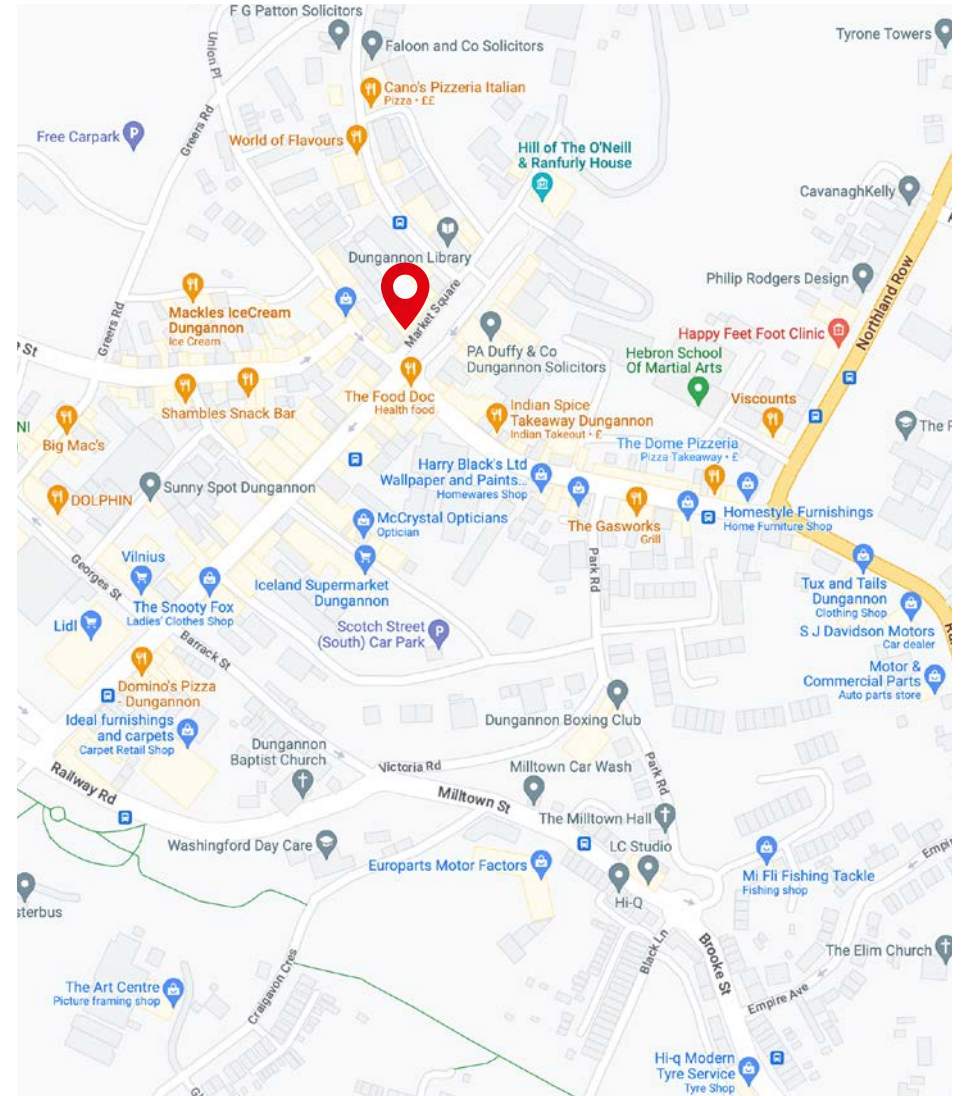 F G Patton Solicitors
Tyrone Towers
Union Pl
Faloon and Co Solicitors
Cano's Pizzeria Italian
Pizza • ££
Greers Rd
Free Carpark
P
World of Flavours
Hill of The O'Neill
& Ranfurly House
CavanaghKelly
Dungannon Library
Philip Rodgers Design
Northland Row
Mackles IceCream
Dungannon
Ice Cream
Market Square
Happy Feet Foot Clinic
Greers Rd
PA Duffy & Co
Dungannon Solicitors
Hebron School
Of Martial Arts
e St
The Food Doc
Health food
Shambles Snack Bar
Indian Spice
Takeaway Dungannon
Indian Takeout • £
Viscounts
NI
Big Mac's
The Dome Pizzeria
Pizza Takeaway • £
Harry Black's Ltd
Wallpaper and Paints...
Homewares Shop
Sunny Spot Dungannon
DOLPHIN
McCrystal Opticians
Optician
The Gasworks
Grill
Homestyle Furnishings
Home Furniture Shop
Georges St
Vilnius
Park Rd
Iceland Supermarket
Dungannon
Tux and Tails
Dungannon
Clothing Shop
The Snooty Fox
Ladies' Clothes Shop
Lidl
Scotch Street
(South) Car Park
P
S J Davidson Motors
Car dealer
Barrack St
Motor &
Commercial Parts
Auto parts store
Domino's Pizza
- Dungannon
Ideal furnishings
and carpets
Carpet Retail Shop
Dungannon Boxing Club
Dungannon
Baptist Church
Victoria Rd
Milltown Car Wash
Park Rd
Railway Rd
Milltown St
The Milltown Hall
Washingford Day Care
LC Studio
Europarts Motor Factors
Mi Fli Fishing Tackle
Fishing shop
Hi-Q
sterbus
Black Ln
Brooke St
The Elim Church
The Art Centre
Picture framing shop
Craigavon Cres
Empire Ave
Hi-q Modern
Tyre Service
Tyre Shop